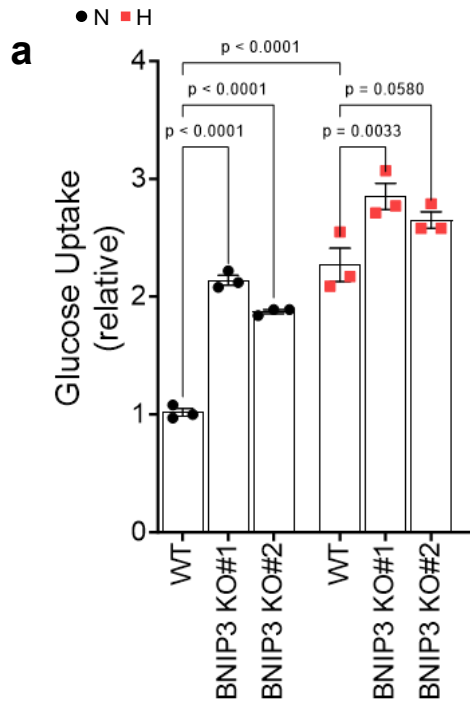 N H
a
p < 0.0001
p < 0.0001
p = 0.0580
p < 0.0001
p = 0.0033
Glucose Uptake
(relative)
4
3
2
1
0
WT
BNIP3 KO#1
BNIP3 KO#2
WT
BNIP3 KO#1
BNIP3 KO#2